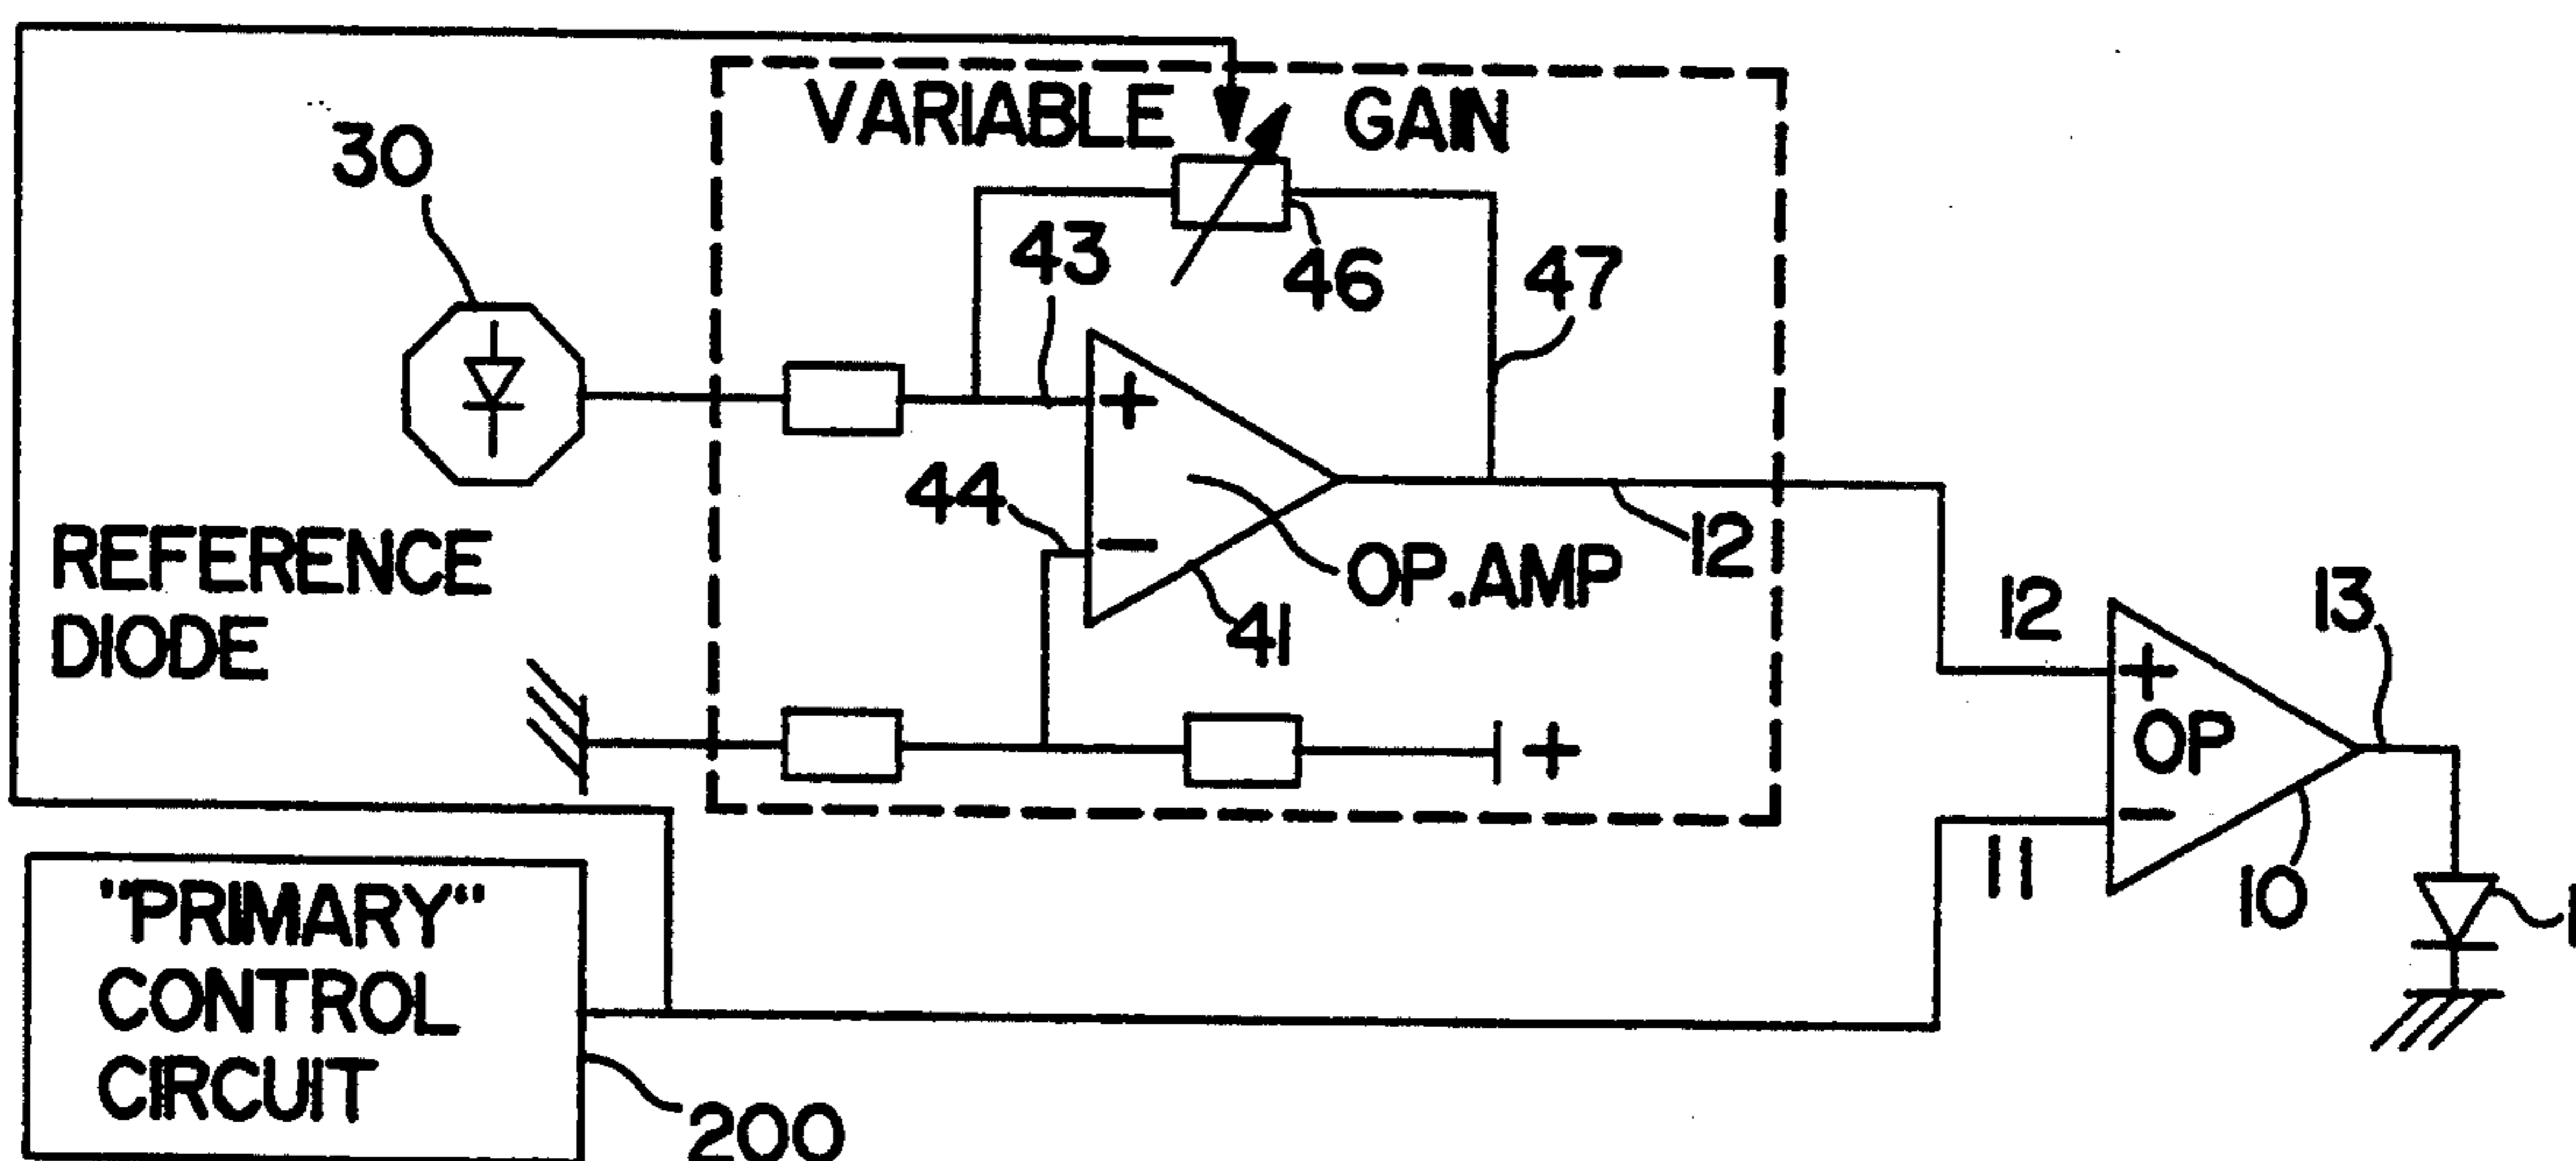 VARIABLE GAIN
30
43
46
47
44
12
OP.AMP
41
REFERENCE
DIODE
12
13
+
-
+
+
OP
-
11
10
"PRIMARY"
CONTROL
CIRCUIT
200